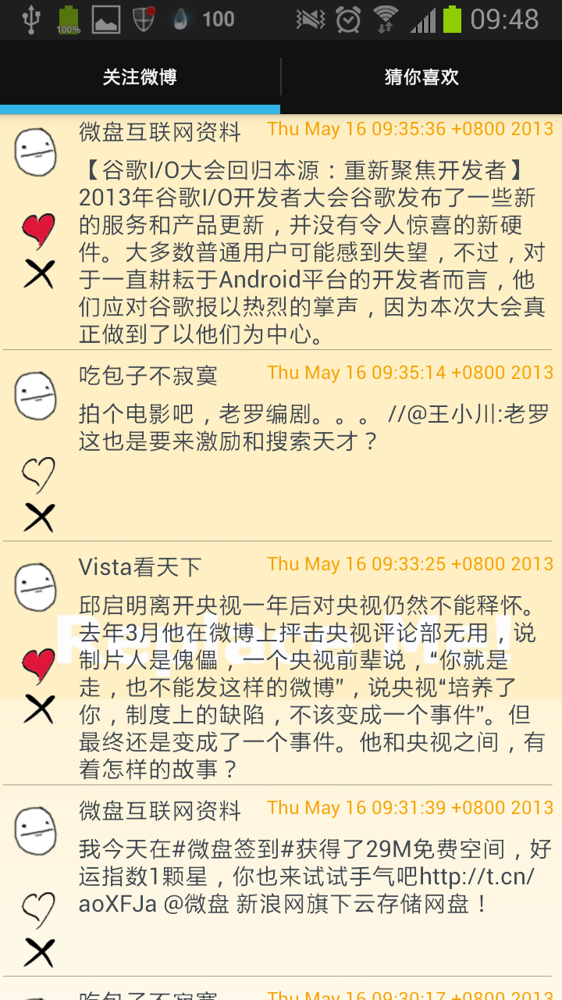 100%
100
09:48
关注微博
猜你喜欢
微盘互联网资料 Thu May 16 09:35:36 +0800 2013
【谷歌I/O大会回归本源：重新聚焦开发者】
2013年谷歌I/O开发者大会谷歌发布了一些新
的服务和产品更新，并没有令人惊喜的新硬
件。大多数普通用户可能感到失望，不过，对
于一直耕耘于Android平台的开发者而言，他
们应对谷歌报以热烈的掌声，因为本次大会真
正做到了以他们为中心。
吃包子不寂寞 Thu May 16 09:35:14 +0800 2013
拍个电影吧，老罗编剧。。。 //@王小川:老罗
这也是要来激励和搜索天才？
Vista看天下 Thu May 16 09:33:25 +0800 2013
邱启明离开央视一年后对央视仍然不能释怀。
去年3月他在微博上抨击央视评论部无用，说
制片人是傀儡，一个央视前辈说，“你就是
走，也不能发这样的微博”，说央视“培养了
你，制度上的缺陷，不该变成一个事件”。但
最终还是变成了一个事件。他和央视之间，有
着怎样的故事？
Replace Me!
微盘互联网资料 Thu May 16 09:31:39 +0800 2013
我今天在#微盘签到#获得了29M免费空间，好
运指数1颗星，你也来试试手气吧http://t.cn/
aoXFJa @微盘 新浪网旗下云存储网盘！
吃包子不寂寞 Thu May 16 09:30:17 +0800 2013